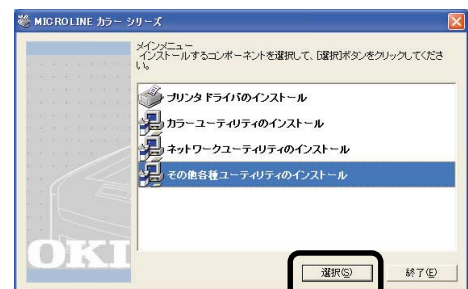 MICROLINE カラー シリーズ
メインメニュー
インストールするコンポーネントを選択して、[選択]ボタンをクリックしてくださ
い。
プリンタ ドライバのインストール
カラーユーティリティのインストール
ネットワークユーティリティのインストール
その他各種ユーティリティのインストール
OKI
選択(S)
終了(E)